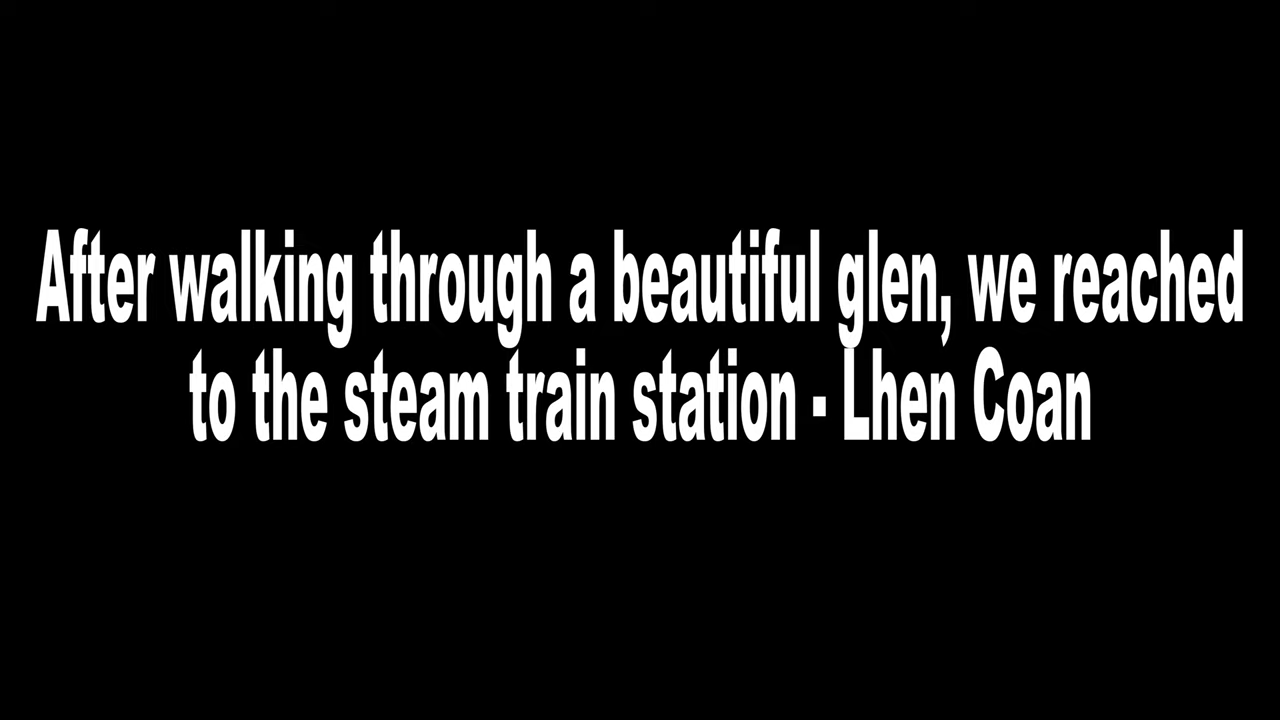 After walking through a beautiful glen, we reached
to the steam train station - Lhen Coan